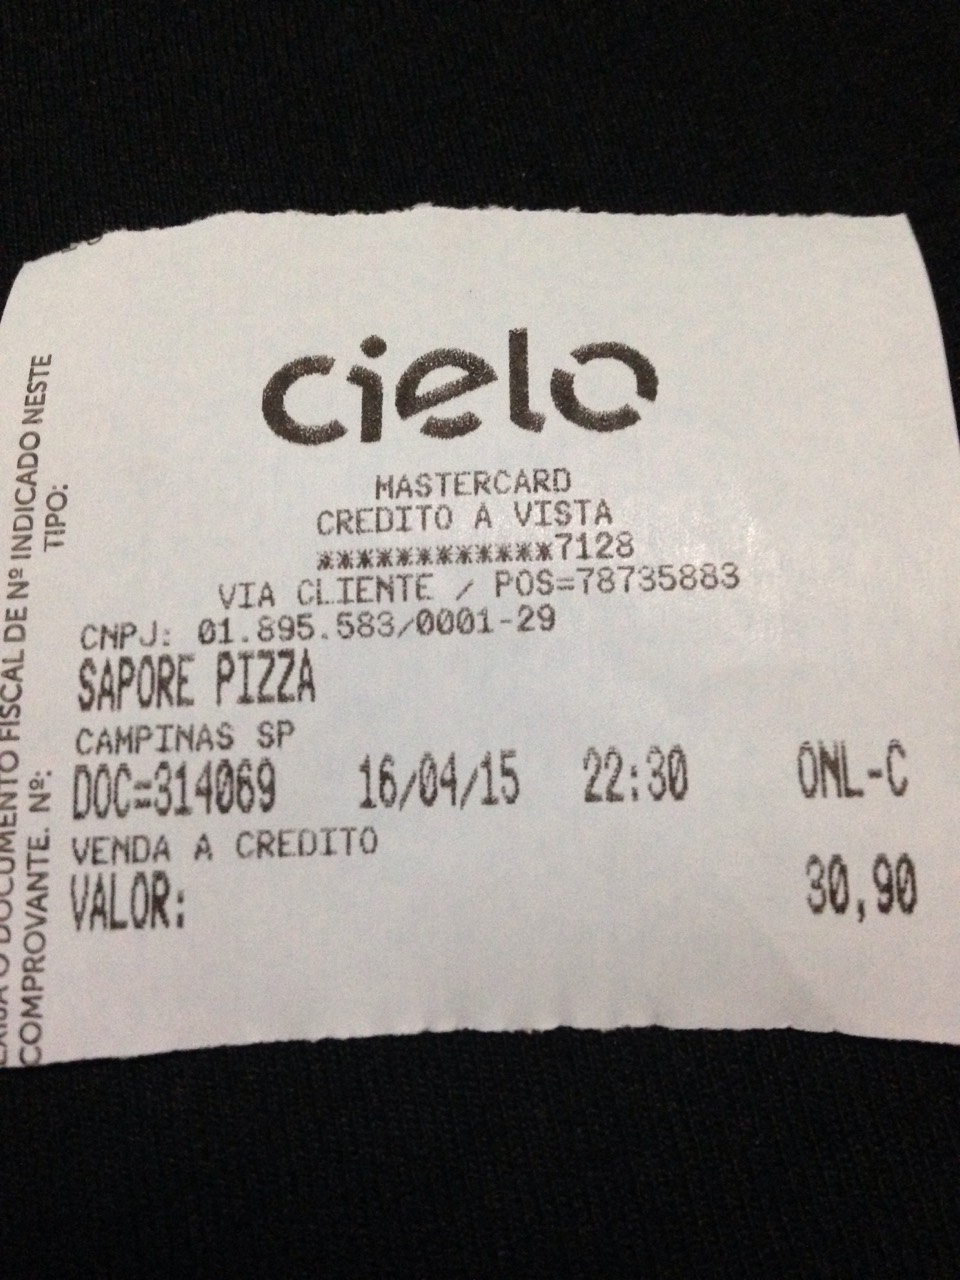 cielo
MASTERCARD
CREDITO A VISTA
************7128
VIA CLIENTE / POS=78735883
CNPJ: 01.895.583/0001-29
SAPORE PIZZA
CAMPINAS SP
DOC=314069 16/04/15 22:30 ONL-C
VENDA A CREDITO
VALOR: 30,90
O DOCUMENTO FISCAL DE Nº INDICADO NESTE
COMPROVANTE. Nº: TIPO: